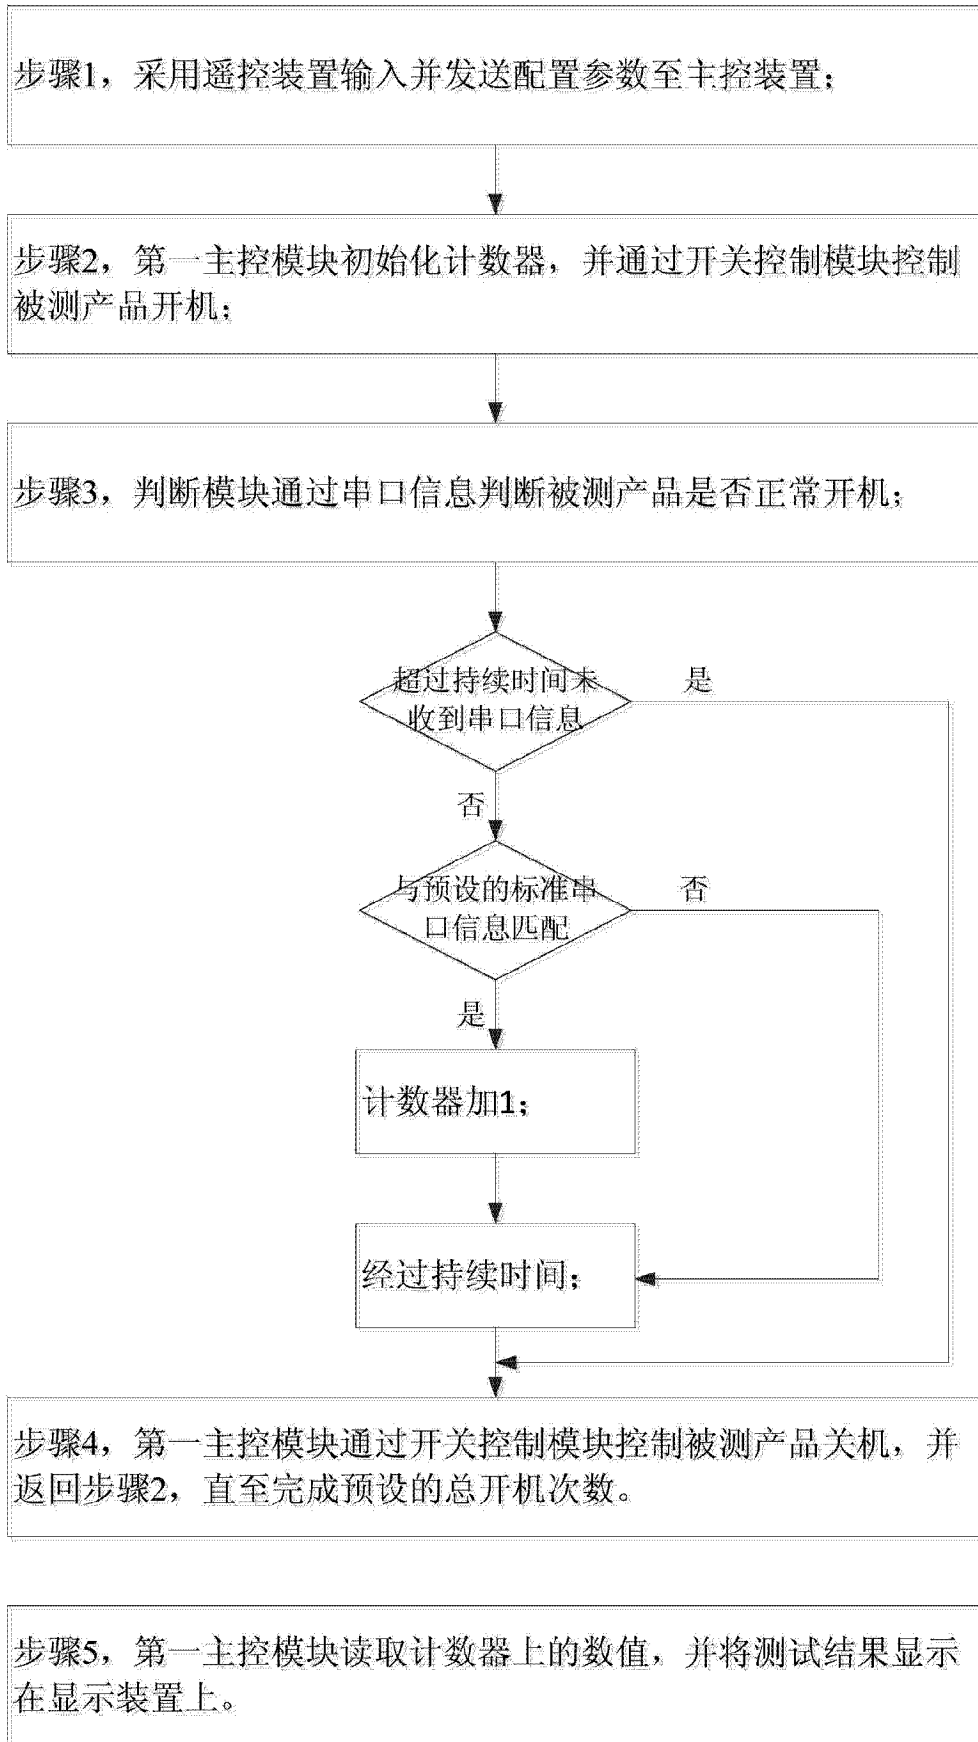 步骤1，采用遥控装置输入并发送配置参数至主控装置；
步骤2，第一主控模块初始化计数器，并通过开关控制模块控制
被测产品开机；
步骤3，判断模块通过串口信息判断被测产品是否正常开机；
超过持续时间未
收到串口信息
是
否
与预设的标准串
口信息匹配
否
是
计数器加1；
经过持续时间；
步骤4，第一主控模块通过开关控制模块控制被测产品关机，并
返回步骤2，直至完成预设的总开机次数。
步骤5，第一主控模块读取计数器上的数值，并将测试结果显示
在显示装置上。